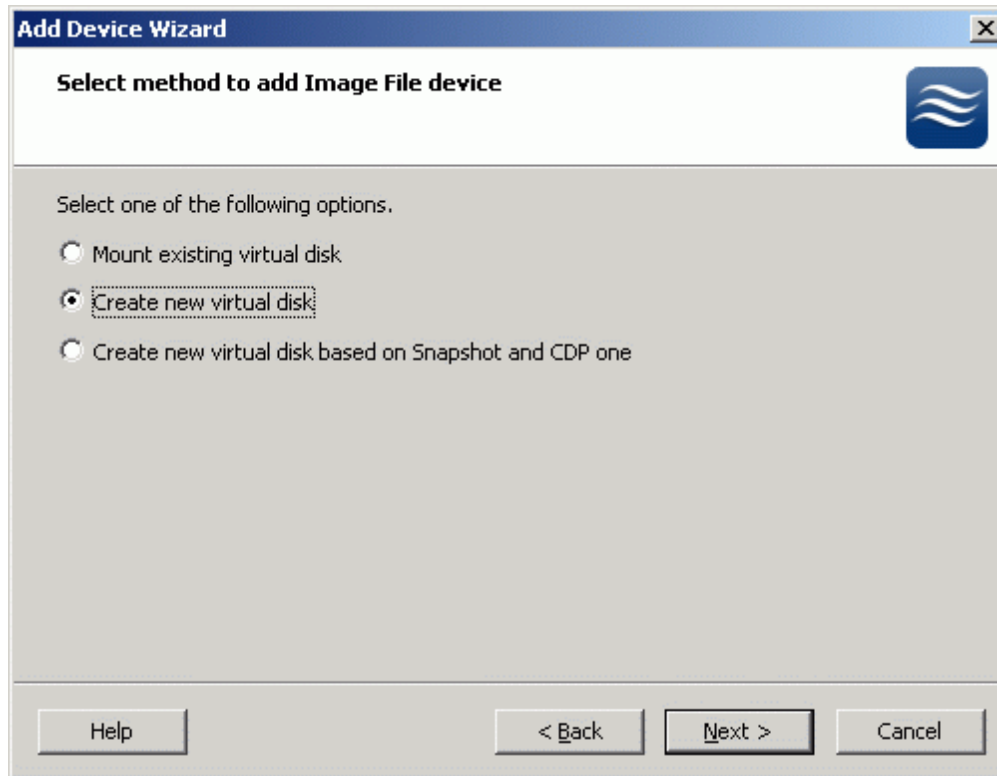 Add Device Wizard
Select method to add Image File device
Select one of the following options.
Mount existing virtual disk
Create new virtual disk
Create new virtual disk based on Snapshot and CDP one
Help
< Back
Next >
Cancel